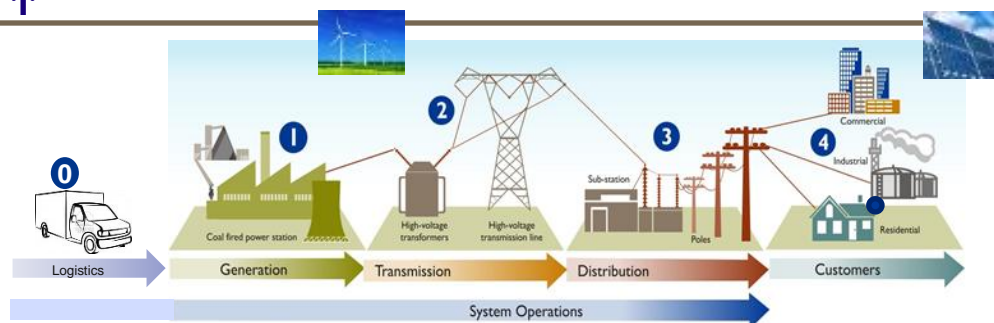 0
1
2
3
4
Commercial
Industrial
Sub-station
Coal fired power station
High-voltage
transformers
High-voltage
transmission line
Poles
Residential
Logistics
Generation
Transmission
Distribution
Customers
System Operations